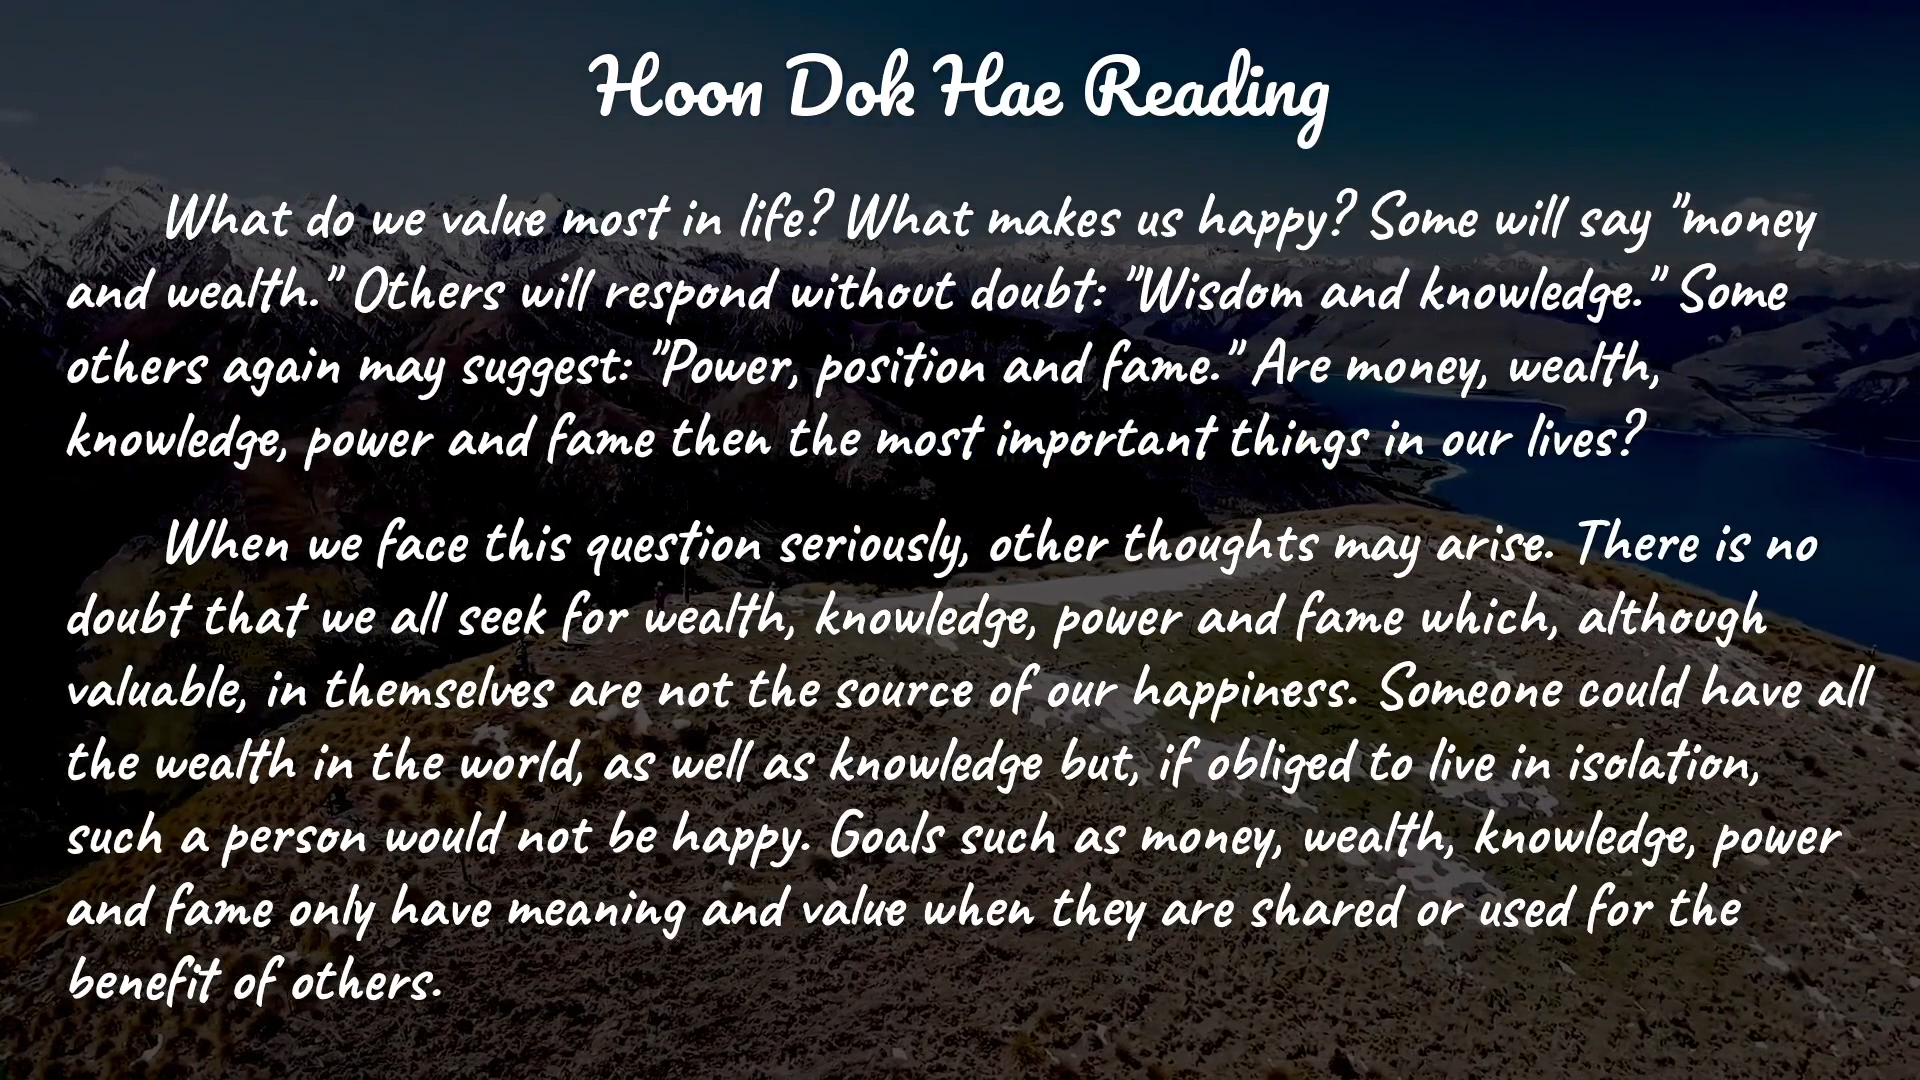 Hoon Dok Hae Reading
What do we value most in life? What makes us happy? Some will say "money
and wealth." Others will respond without doubt: "Wisdom and knowledge." Some
others again may suggest: "Power, position and fame." Are money, wealth,
knowledge, power and fame then the most important things in our lives?
When we face this question seriously, other thoughts may arise. There is no
doubt that we all seek for wealth, knowledge, power and fame which, although
valuable, in themselves are not the source of our happiness. Someone could have all
the wealth in the world, as well as knowledge but, if obliged to live in isolation,
such a person would not be happy. Goals such as money, wealth, knowledge, power
and fame only have meaning and value when they are shared or used for the
benefit of others.